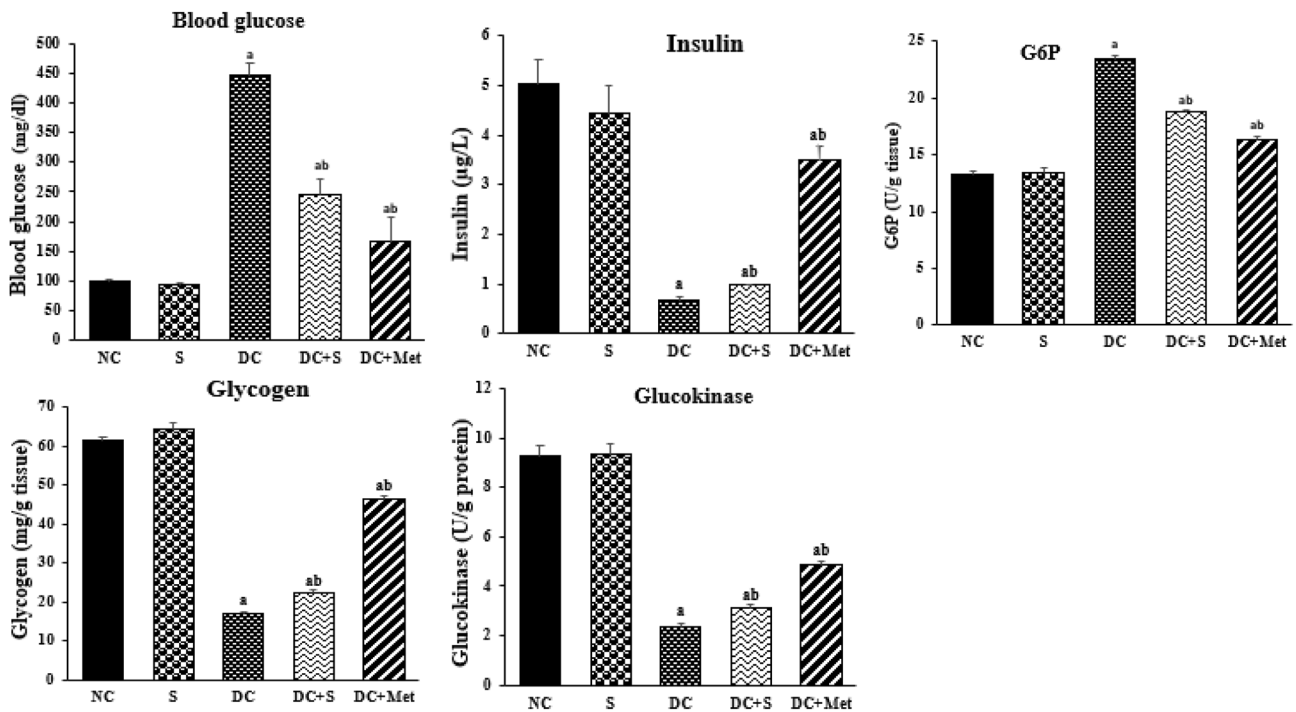 Blood glucose
Blood glucose (mg/dl)
500
450
400
350
300
250
200
150
100
50
0
a
ab
ab
NC S DC DC+S DC+Met
Insulin
Insulin (µg/L)
6
5
4
3
2
1
0
a
ab
ab
NC S DC DC+S DC+Met
G6P
G6P (U/g tissue)
25
20
15
10
5
0
a
ab
ab
NC S DC DC+S DC+Met
Glycogen
Glycogen (mg/g tissue)
70
60
50
40
30
20
10
0
a
ab
ab
NC S DC DC+S DC+Met
Glucokinase
Glucokinase (U/g protein)
12
10
8
6
4
2
0
a
ab
ab
NC S DC DC+S DC+Met